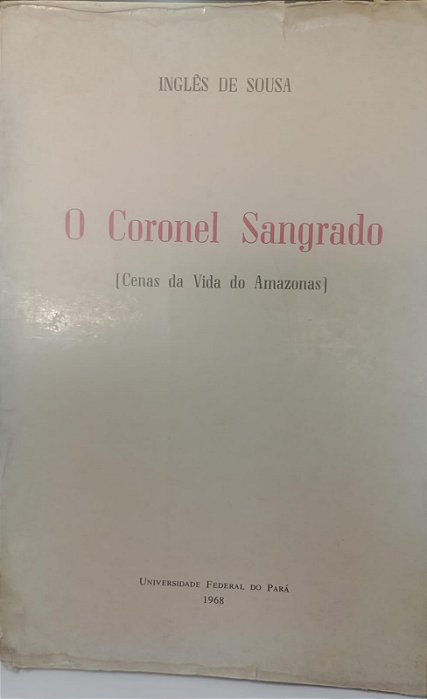 INGLÊS DE SOUSA
O Coronel Sangrado
(Cenas da Vida do Amazonas)
UNIVERSIDADE FEDERAL DO PARÁ
1968